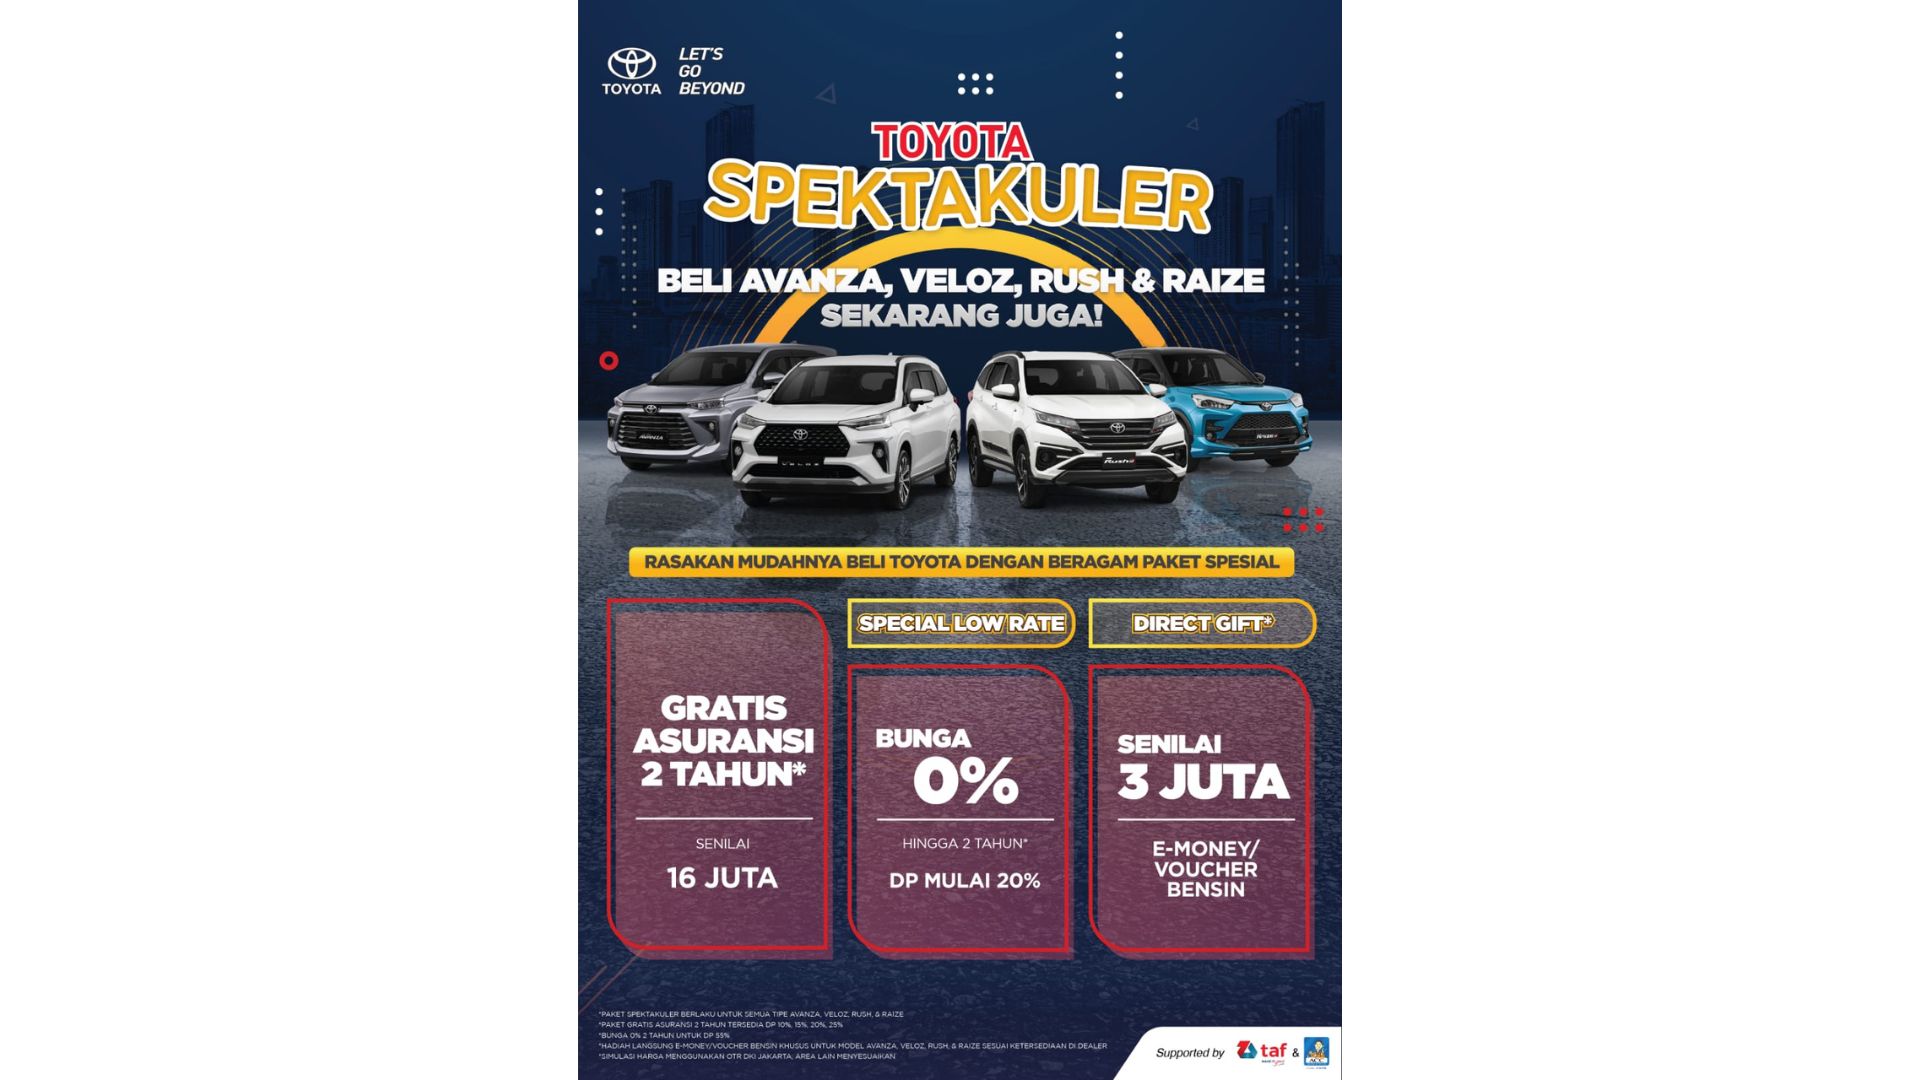 TOYOTA
LET'S
GO
BEYOND
TOYOTA
SPEKTAKULER
BELI AVANZA, VELOZ, RUSH & RAIZE
SEKARANG JUGA!
AVANZA
VELOZ
Rush
RAIZE
RASAKAN MUDAHNYA BELI TOYOTA DENGAN BERAGAM PAKET SPESIAL
GRATIS
ASURANSI
2 TAHUN*
SENILAI
16 JUTA
SPECIAL LOW RATE
BUNGA
0%
HINGGA 2 TAHUN*
DP MULAI 20%
DIRECT GIFT*
SENILAI
3 JUTA
E-MONEY/
VOUCHER
BENSIN
*PAKET SPEKTAKULER BERLAKU UNTUK SEMUA TIPE AVANZA, VELOZ, RUSH, & RAIZE
*PAKET GRATIS ASURANSI 2 TAHUN TERSEDIA DP 10%, 15%, 20%, 25%
*BUNGA 0% 2 TAHUN UNTUK DP 55%
*HADIAH LANGSUNG E-MONEY/VOUCHER BENSIN KHUSUS UNTUK MODEL AVANZA, VELOZ, RUSH, & RAIZE SESUAI KETERSEDIAAN DI DEALER
*SIMULASI HARGA MENGGUNAKAN OTR DKI JAKARTA, AREA LAIN MENYESUAIKAN
Supported by taf & ACC